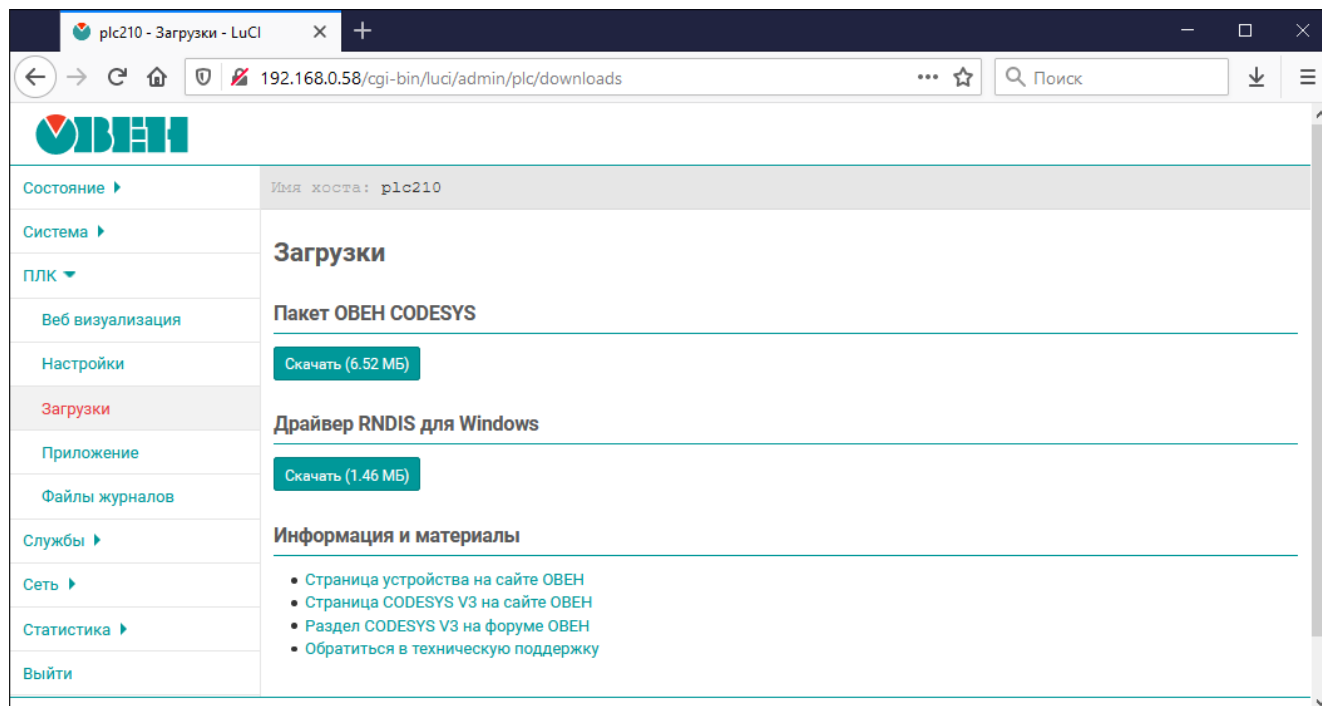 plc210 - Загрузки - LuCI
192.168.0.58/cgi-bin/luci/admin/plc/downloads
Поиск
ОВЕН
Состояние
Имя хоста: plc210
Система
ПЛК
Веб визуализация
Настройки
Загрузки
Приложение
Файлы журналов
Службы
Сеть
Статистика
Выйти
Загрузки
Пакет ОВЕН CODESYS
Скачать (6.52 МБ)
Драйвер RNDIS для Windows
Скачать (1.46 МБ)
Информация и материалы
Страница устройства на сайте ОВЕН
Страница CODESYS V3 на сайте ОВЕН
Раздел CODESYS V3 на форуме ОВЕН
Обратиться в техническую поддержку